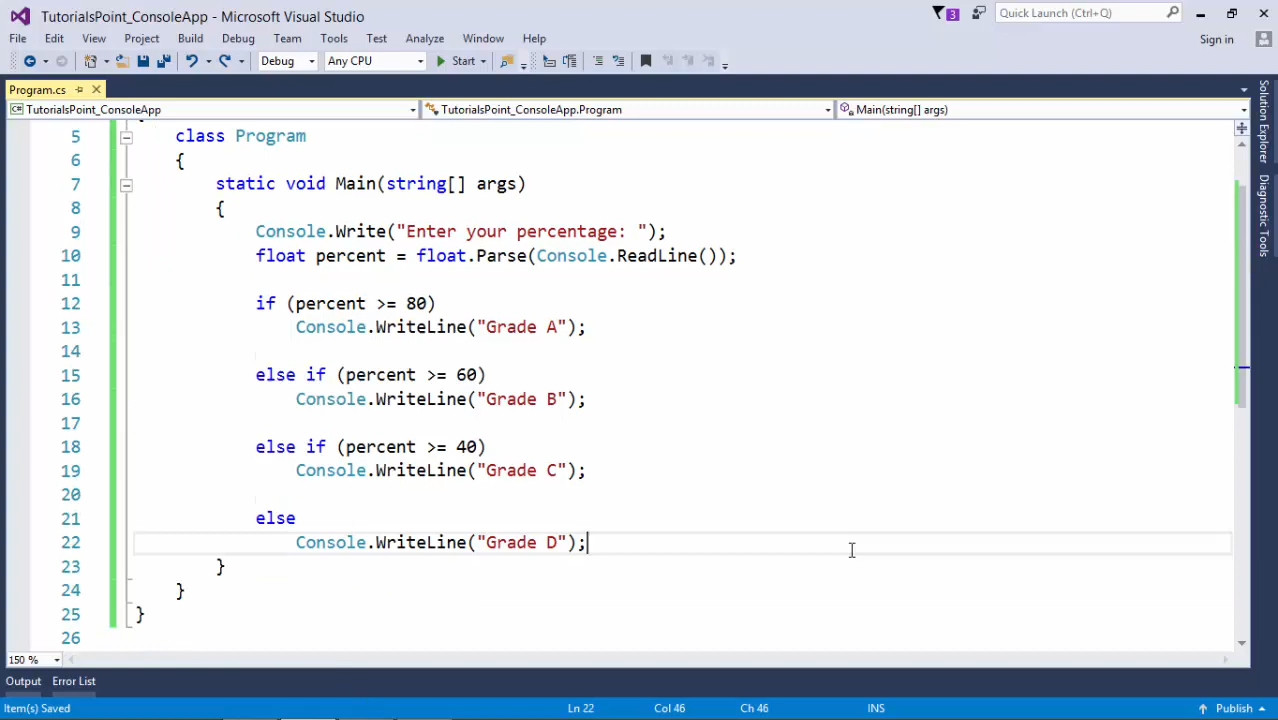 TutorialsPoint_ConsoleApp - Microsoft Visual Studio
3
Quick Launch (Ctrl+Q)
File Edit View Project Build Debug Team Tools Test Analyze Window Help
Sign in
Debug Any CPU Start
Program.cs
TutorialsPoint_ConsoleApp TutorialsPoint_ConsoleApp.Program Main(string[] args)
5 class Program
6 {
7 static void Main(string[] args)
8 {
9 Console.Write("Enter your percentage: ");
10 float percent = float.Parse(Console.ReadLine());
11
12 if (percent >= 80)
13 Console.WriteLine("Grade A");
14
15 else if (percent >= 60)
16 Console.WriteLine("Grade B");
17
18 else if (percent >= 40)
19 Console.WriteLine("Grade C");
20
21 else
22 Console.WriteLine("Grade D");
23 }
24 }
25 }
26
150 %
Solution Explorer
Diagnostic Tools
Output Error List
Item(s) Saved Ln 22 Col 46 Ch 46 INS Publish